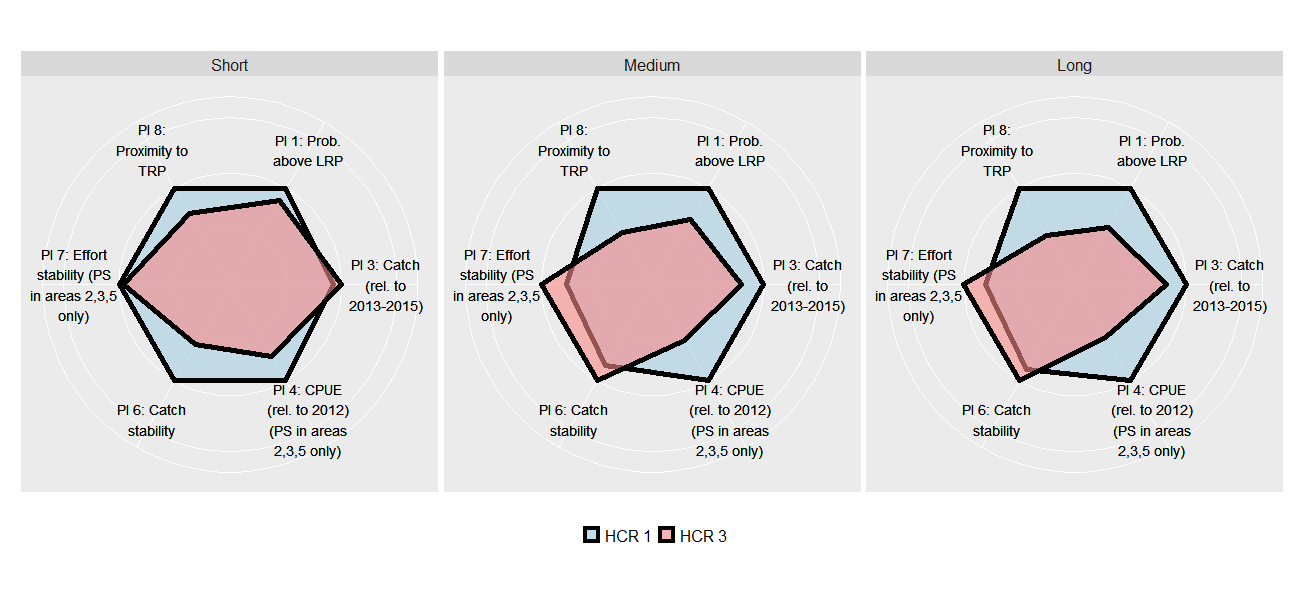 Short
PI 8:
Proximity to
TRP
PI 1: Prob.
above LRP
PI 7: Effort
stability (PS
in areas 2,3,5
only)
PI 3: Catch
(rel. to
2013-2015)
PI 6: Catch
stability
PI 4: CPUE
(rel. to 2012)
(PS in areas
2,3,5 only)
Medium
PI 8:
Proximity to
TRP
PI 1: Prob.
above LRP
PI 7: Effort
stability (PS
in areas 2,3,5
only)
PI 3: Catch
(rel. to
2013-2015)
PI 6: Catch
stability
PI 4: CPUE
(rel. to 2012)
(PS in areas
2,3,5 only)
Long
PI 8:
Proximity to
TRP
PI 1: Prob.
above LRP
PI 7: Effort
stability (PS
in areas 2,3,5
only)
PI 3: Catch
(rel. to
2013-2015)
PI 6: Catch
stability
PI 4: CPUE
(rel. to 2012)
(PS in areas
2,3,5 only)
HCR 1 HCR 3